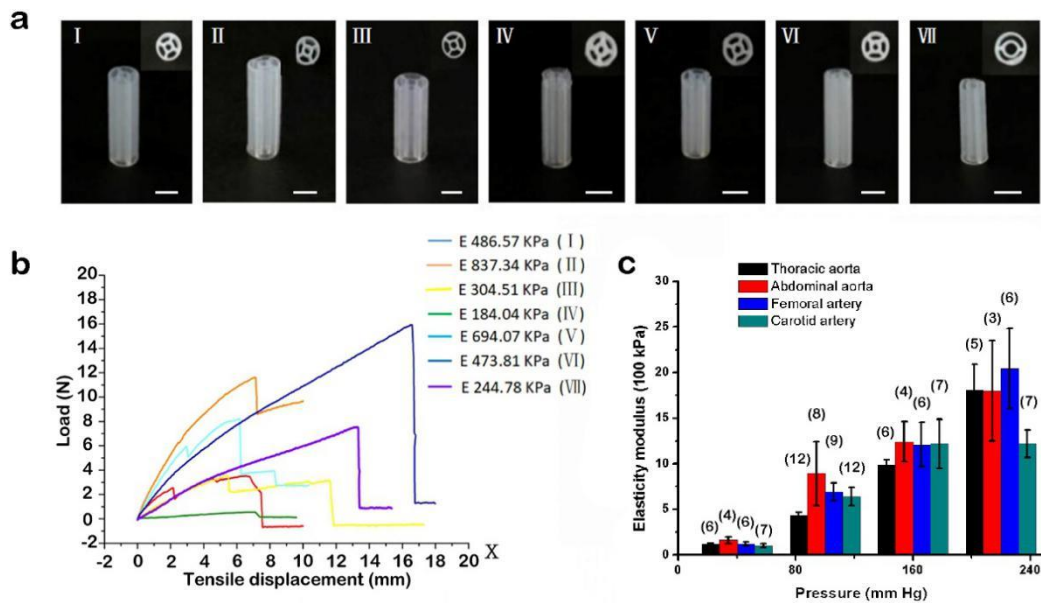 a
I
II
III
IV
V
VI
VII
b
E 486.57 KPa (I)
E 837.34 KPa (II)
E 304.51 KPa (III)
E 184.04 KPa (IV)
E 694.07 KPa (V)
E 473.81 KPa (VI)
E 244.78 KPa (VII)
Load (N)
20
18
16
14
12
10
8
6
4
2
0
-2
-2 0 2 4 6 8 10 12 14 16 18 20 X
Tensile displacement (mm)
c
Thoracic aorta
Abdominal aorta
Femoral artery
Carotid artery
Elasticity modulus (100 kPa)
30
25
20
15
10
5
0
(6) (4) (6) (7)
(12) (8) (9) (12)
(6) (4) (6) (7)
(5) (3) (6) (7)
0 80 160 240
Pressure (mm Hg)